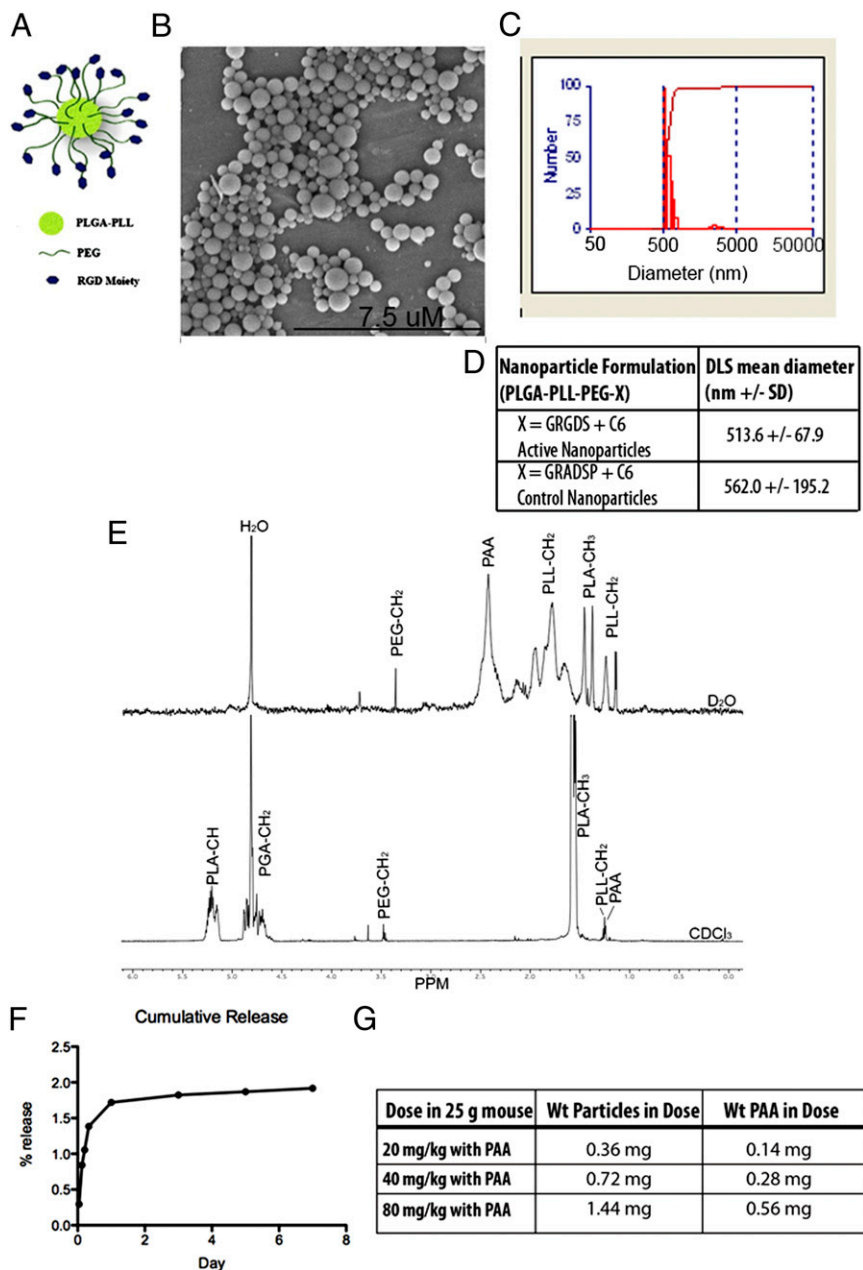 A
PLGA-PLL
PEG
RGD Moiety
B
7.5 uM
C
100
75
50
25
0
Number
50 500 5000 50000
Diameter (nm)
D
Nanoparticle Formulation (PLGA-PLL-PEG-X)
DLS mean diameter (nm +/- SD)
X = GRGDS + C6
Active Nanoparticles
513.6 +/- 67.9
X = GRADSP + C6
Control Nanoparticles
562.0 +/- 195.2
E
H₂O
PEG-CH₂
PAA
PLL-CH₂
PLA-CH₃
PLL-CH₂
D₂O
PLA-CH
PGA-CH₂
PEG-CH₂
PLA-CH₃
PLL-CH₂
PAA
CDCl₃
6.0 5.0 4.0 3.5 3.0 2.5 2.0 1.5 1.0 0.5 0.0
PPM
F
Cumulative Release
2.5
2.0
1.5
1.0
0.5
0.0
% release
0 2 4 6 8
Day
G
Dose in 25 g mouse Wt Particles in Dose Wt PAA in Dose
20 mg/kg with PAA 0.36 mg 0.14 mg
40 mg/kg with PAA 0.72 mg 0.28 mg
80 mg/kg with PAA 1.44 mg 0.56 mg